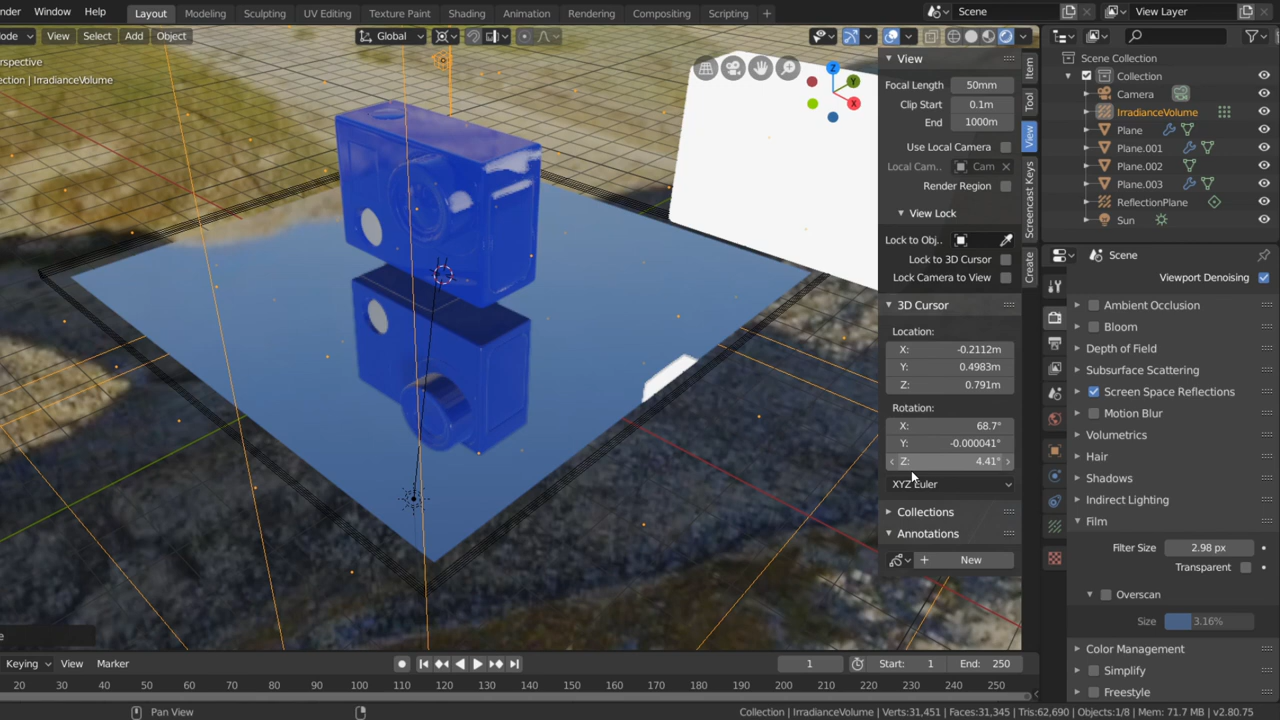 nder Window Help Layout Modeling Sculpting UV Editing Texture Paint Shading Animation Rendering Compositing Scripting + Scene View Layer
ode View Select Add Object Global
rspective
ection | IrradianceVolume
View
Focal Length 50mm
Clip Start 0.1m
End 1000m
Use Local Camera
Local Cam.. Cam
Render Region
View Lock
Lock to Obj..
Lock to 3D Cursor
Lock Camera to View
3D Cursor
Location:
X: -0.2112m
Y: 0.4983m
Z: 0.791m
Rotation:
X: 68.7°
Y: -0.000041°
Z: 4.41°
XYZ Euler
Collections
Annotations
+ New
Item
Tool
View
Screencast Keys
Create
Z
Y
X
Scene Collection
Collection
Camera
IrradianceVolume
Plane
Plane.001
Plane.002
Plane.003
ReflectionPlane
Sun
Scene
Viewport Denoising
Ambient Occlusion
Bloom
Depth of Field
Subsurface Scattering
Screen Space Reflections
Motion Blur
Volumetrics
Hair
Shadows
Indirect Lighting
Film
Filter Size 2.98 px
Transparent
Overscan
Size 3.16%
Color Management
Simplify
Freestyle
e
Keying View Marker 1 Start: 1 End: 250
20 30 40 50 60 70 80 90 100 110 120 130 140 150 160 170 180 190 200 210 220 230 240 250
Pan View Collection | IrradianceVolume | Verts:31,451 | Faces:31,345 | Tris:62,690 | Objects:1/8 | Mem: 71.7 MB | v2.80.75